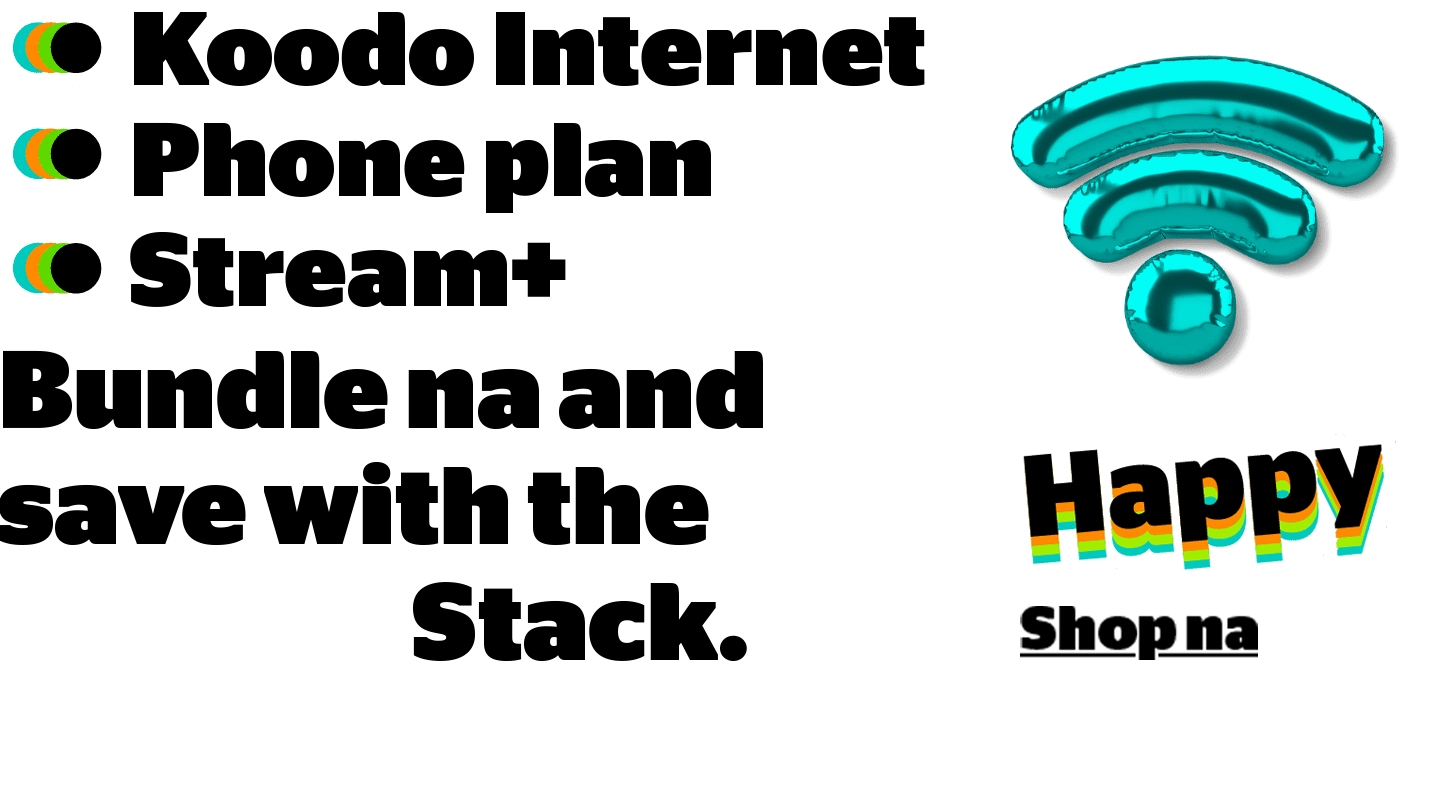 Koodo Internet
Phone plan
Stream+
Bundle na and
save with the
Stack.
Happy
Shop na